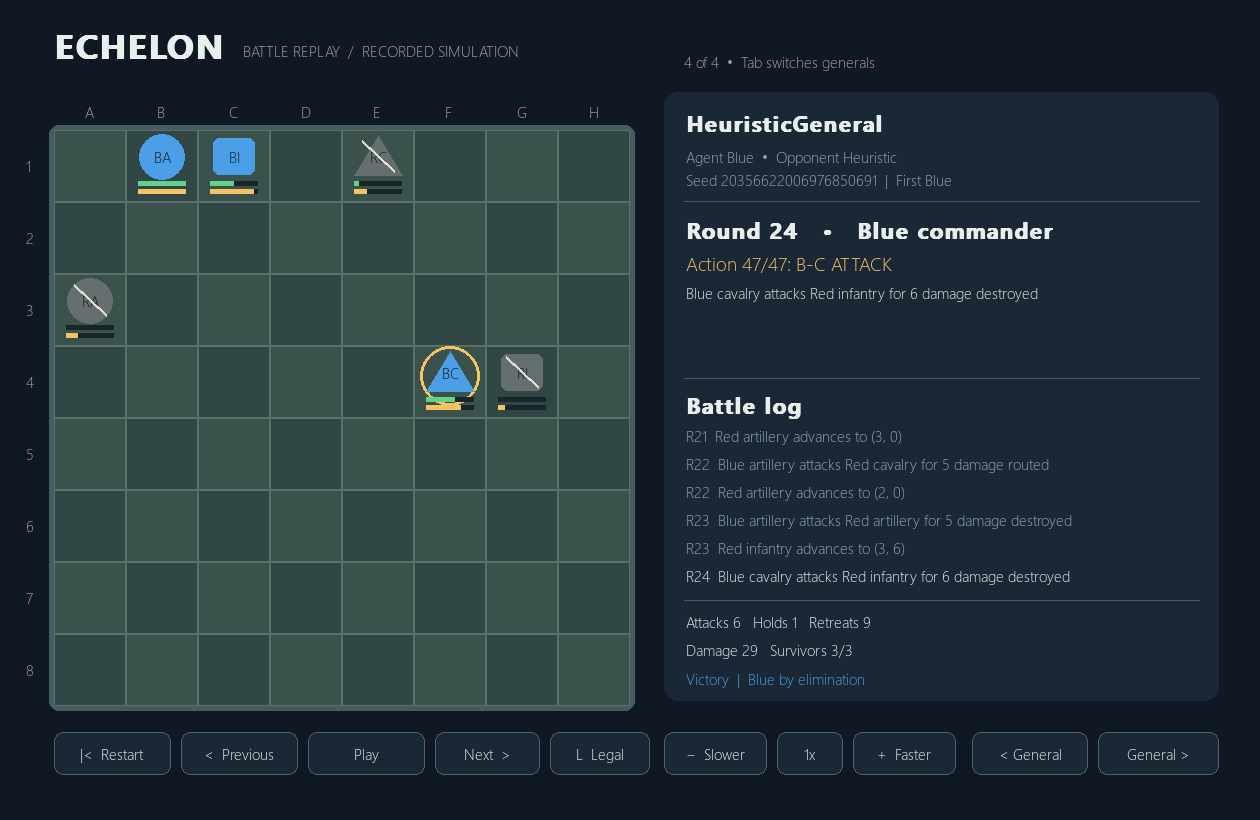 ECHELON BATTLE REPLAY / RECORDED SIMULATION
4 of 4 • Tab switches generals
A B C D E F G H
1
2
3
4
5
6
7
8
BA
BI
RC
RA
BC
RI
HeuristicGeneral
Agent Blue • Opponent Heuristic
Seed 20356622006976850691 | First Blue
Round 24 • Blue commander
Action 47/47: B-C ATTACK
Blue cavalry attacks Red infantry for 6 damage destroyed
Battle log
R21 Red artillery advances to (3, 0)
R22 Blue artillery attacks Red cavalry for 5 damage routed
R22 Red artillery advances to (2, 0)
R23 Blue artillery attacks Red artillery for 5 damage destroyed
R23 Red infantry advances to (3, 6)
R24 Blue cavalry attacks Red infantry for 6 damage destroyed
Attacks 6 Holds 1 Retreats 9
Damage 29 Survivors 3/3
Victory | Blue by elimination
|< Restart
< Previous
Play
Next >
L Legal
− Slower
1x
+ Faster
< General
General >